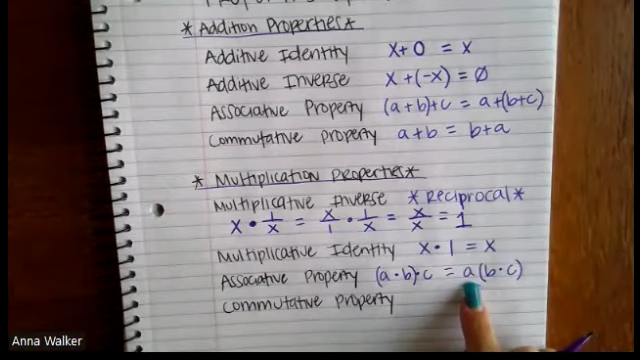 * Addition Properties *
Additive Identity x + 0 = x
Additive Inverse x + (-x) = 0
Associative Property (a+b)+c = a+(b+c)
Commutative Property a+b = b+a
* Multiplication Properties *
Multiplicative Inverse * Reciprocal *
x • 1/x = x/1 • 1/x = x/x = 1
Multiplicative Identity x • 1 = x
Associative Property (a•b)•c = a(b•c)
Commutative Property
Anna Walker